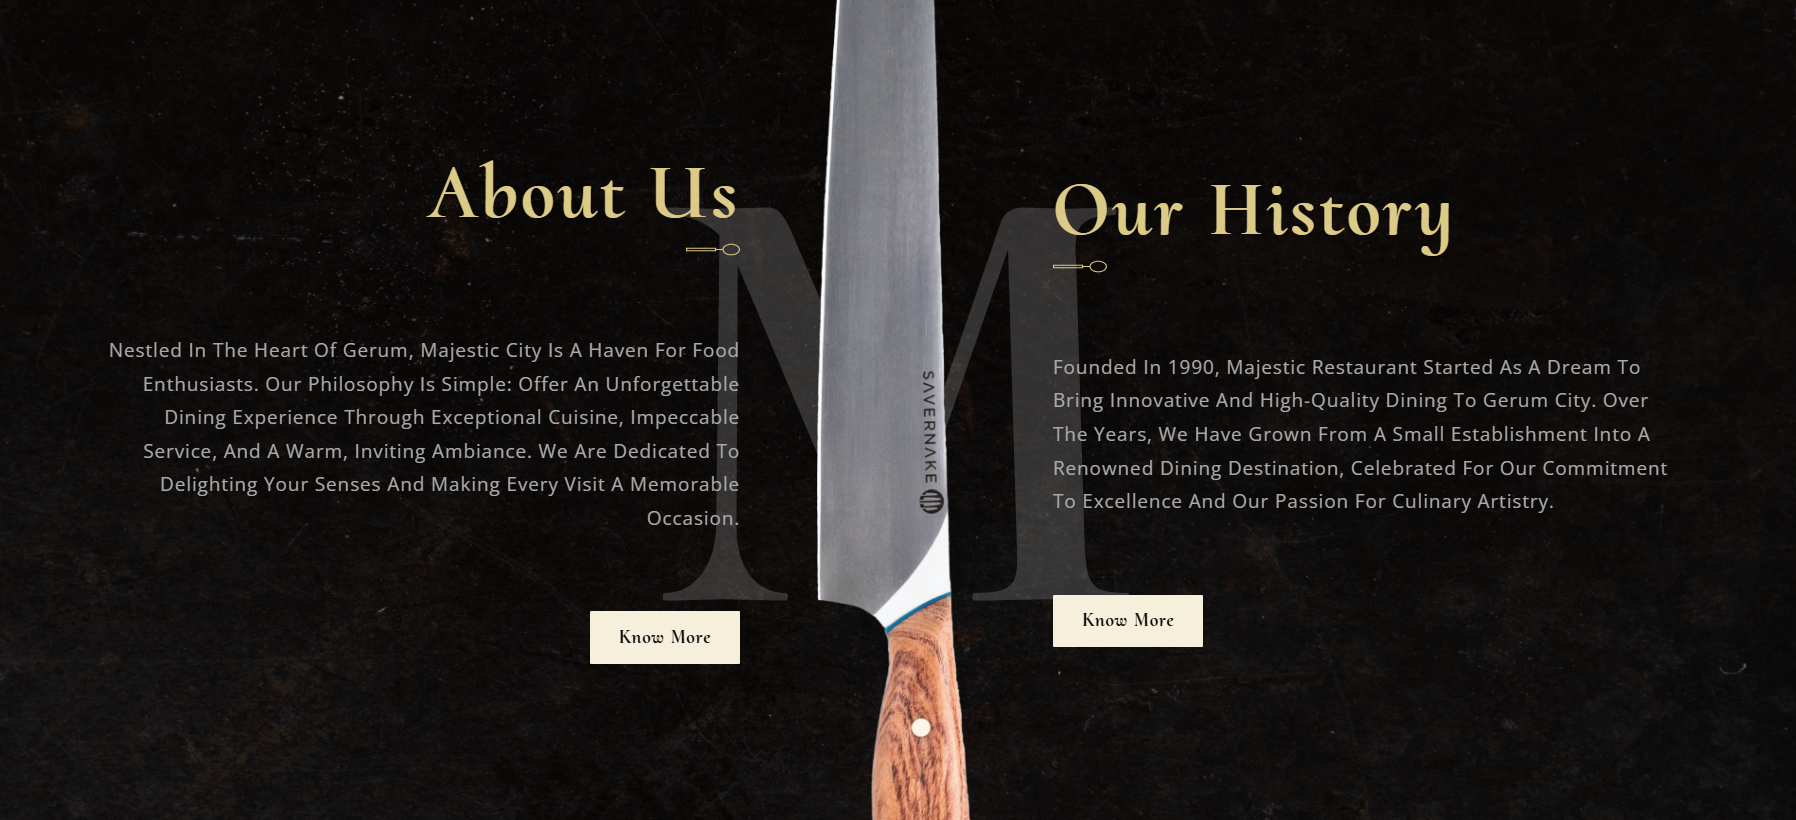 About Us
Nestled In The Heart Of Gerum, Majestic City Is A Haven For Food
Enthusiasts. Our Philosophy Is Simple: Offer An Unforgettable
Dining Experience Through Exceptional Cuisine, Impeccable
Service, And A Warm, Inviting Ambiance. We Are Dedicated To
Delighting Your Senses And Making Every Visit A Memorable
Occasion.
Know More
M
SAVERNAKE
Our History
Founded In 1990, Majestic Restaurant Started As A Dream To
Bring Innovative And High-Quality Dining To Gerum City. Over
The Years, We Have Grown From A Small Establishment Into A
Renowned Dining Destination, Celebrated For Our Commitment
To Excellence And Our Passion For Culinary Artistry.
Know More